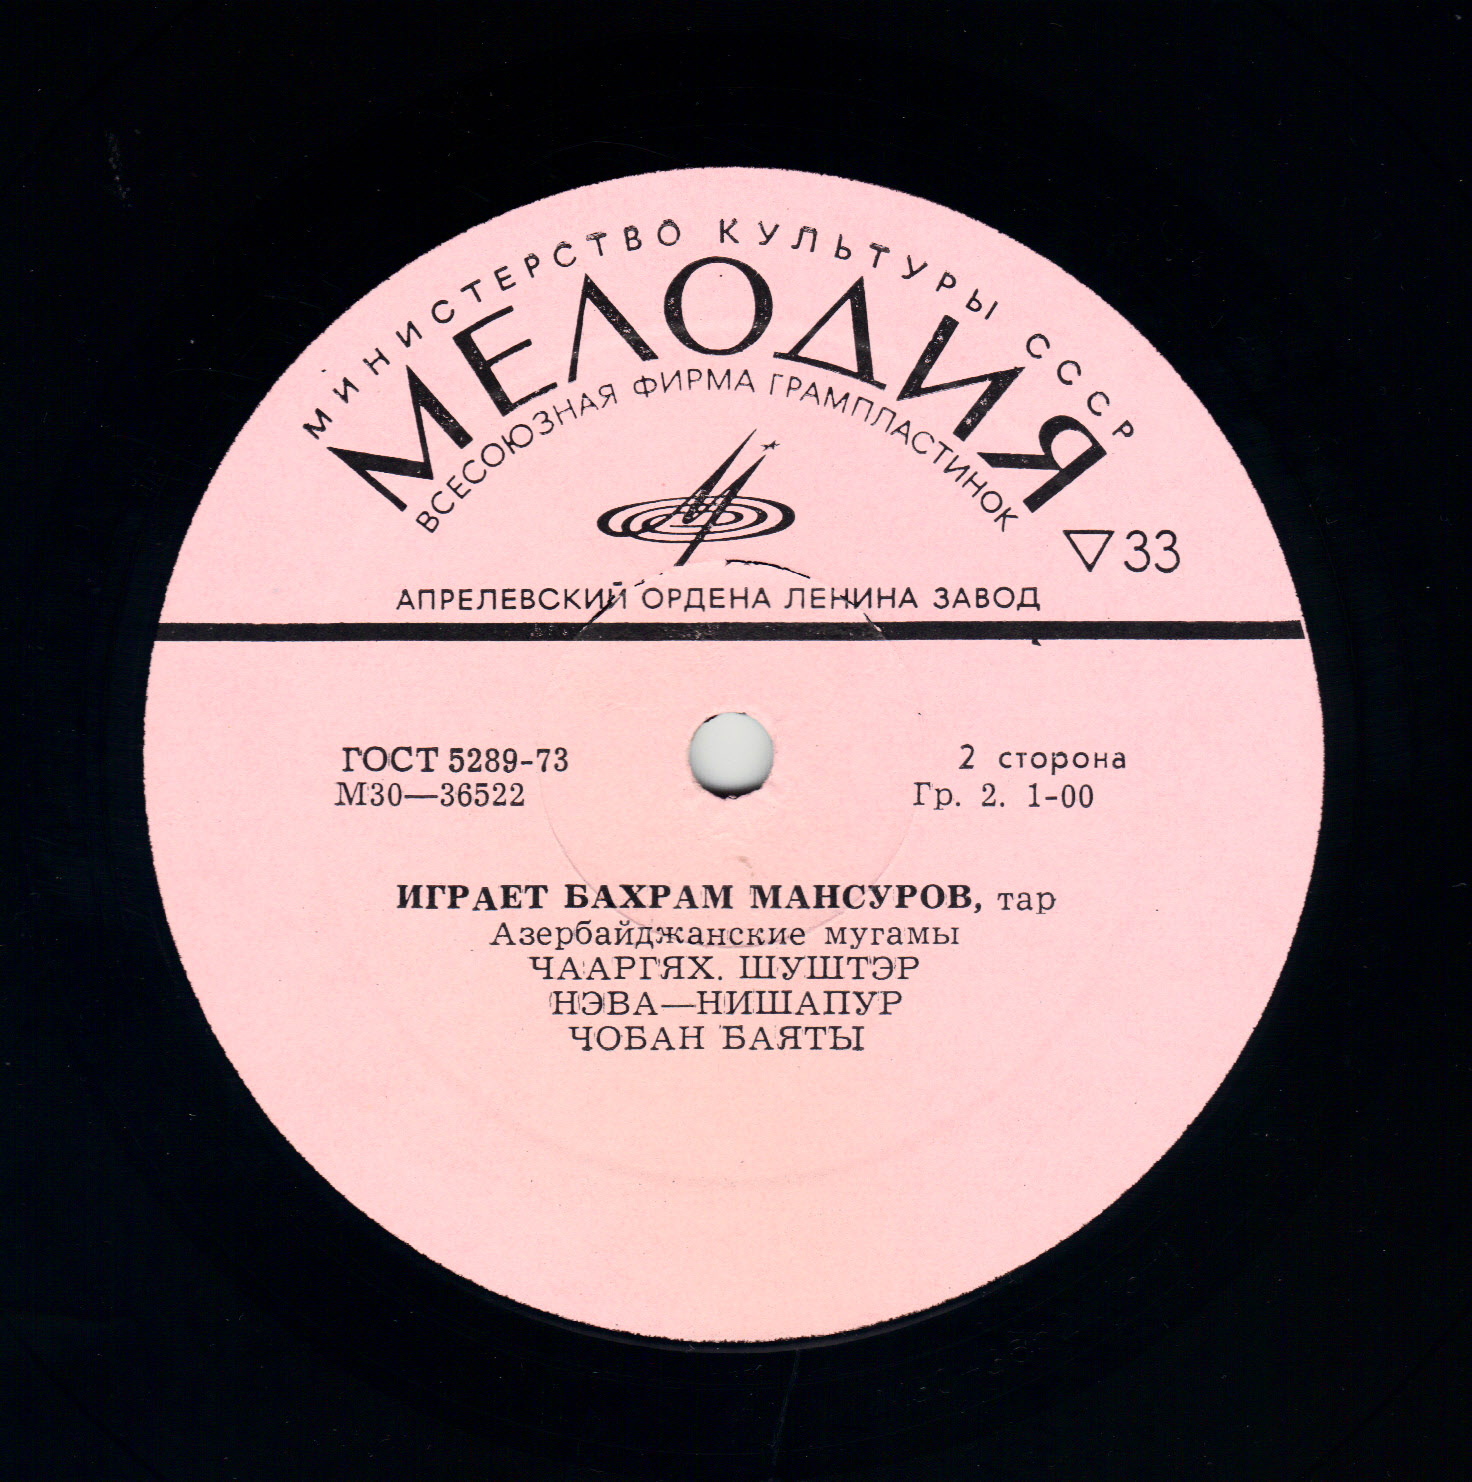 МИНИСТЕРСТВО КУЛЬТУРЫ СССР
МЕЛОДИЯ
ВСЕСОЮЗНАЯ ФИРМА ГРАМПЛАСТИНОК
▽33
АПРЕЛЕВСКИЙ ОРДЕНА ЛЕНИНА ЗАВОД
ГОСТ 5289-73
М30—36522
2 сторона
Гр. 2. 1-00
ИГРАЕТ БАХРАМ МАНСУРОВ, тар
Азербайджанские мугамы
ЧААРГЯХ. ШУШТЭР
НЭВА—НИШАПУР
ЧОБАН БАЯТЫ